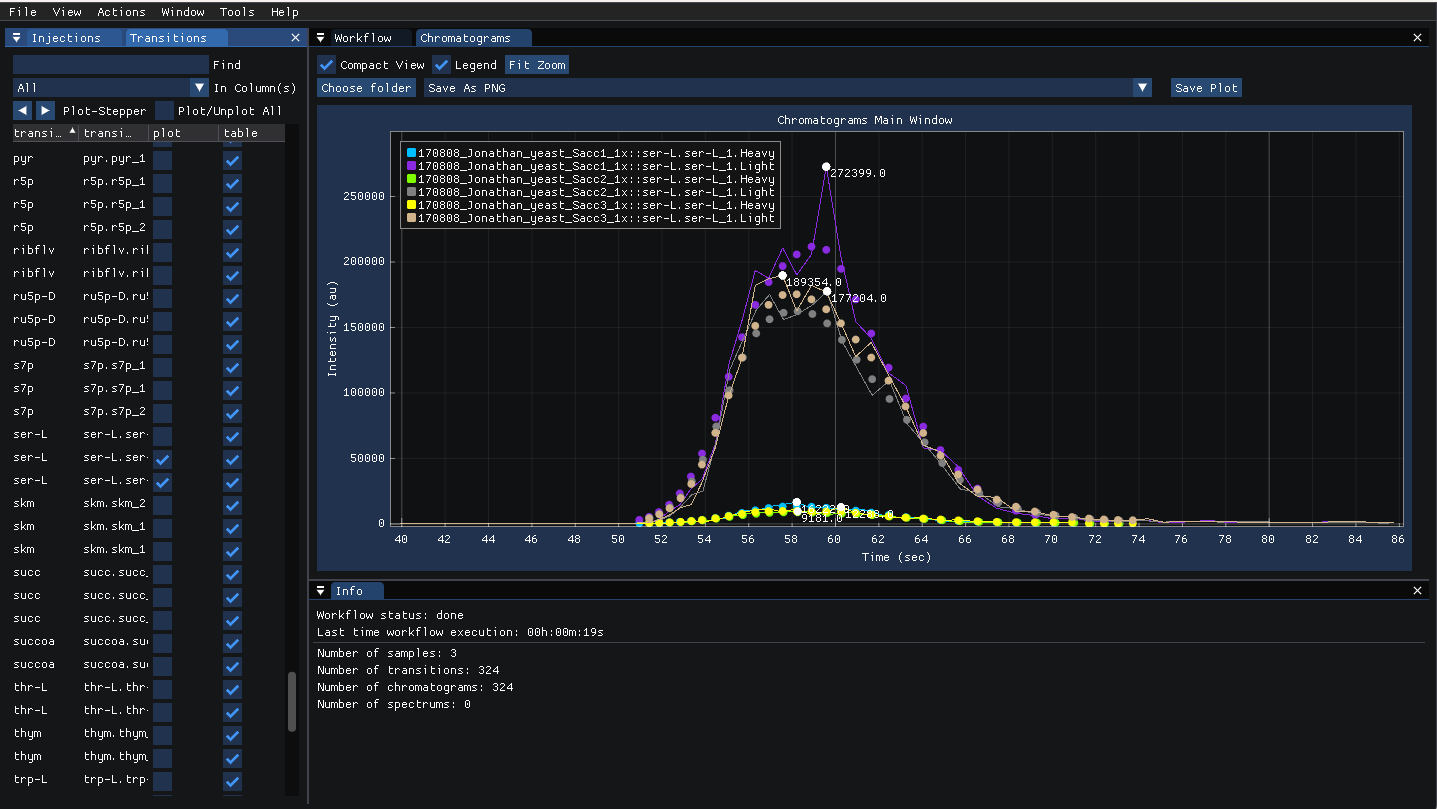 File View Actions Window Tools Help
Injections Transitions
Find
All In Column(s)
Plot-Stepper Plot/Unplot All
transi… transi… plot table
pyr pyr.pyr_1
r5p r5p.r5p_1
r5p r5p.r5p_1
r5p r5p.r5p_2
ribflv ribflv.ril
ribflv ribflv.ril
ru5p-D ru5p-D.ru5
ru5p-D ru5p-D.ru5
ru5p-D ru5p-D.ru5
s7p s7p.s7p_1
s7p s7p.s7p_1
s7p s7p.s7p_2
ser-L ser-L.ser-
ser-L ser-L.ser-
ser-L ser-L.ser-
skm skm.skm_2
skm skm.skm_1
skm skm.skm_1
succ succ.succ_
succ succ.succ_
succ succ.succ_
succoa succoa.su
succoa succoa.su
thr-L thr-L.thr-
thr-L thr-L.thr-
thym thym.thym_
thym thym.thym_
trp-L trp-L.trp-
Workflow Chromatograms
Compact View Legend Fit Zoom
Choose folder Save As PNG Save Plot
Chromatograms Main Window
170808_Jonathan_yeast_Sacc1_1x::ser-L.ser-L_1.Heavy
170808_Jonathan_yeast_Sacc1_1x::ser-L.ser-L_1.Light
170808_Jonathan_yeast_Sacc2_1x::ser-L.ser-L_1.Heavy
170808_Jonathan_yeast_Sacc2_1x::ser-L.ser-L_1.Light
170808_Jonathan_yeast_Sacc3_1x::ser-L.ser-L_1.Heavy
170808_Jonathan_yeast_Sacc3_1x::ser-L.ser-L_1.Light
272399.0
189354.0
177204.0
9181.0
Intensity (au)
250000
200000
150000
100000
50000
0
40 42 44 46 48 50 52 54 56 58 60 62 64 66 68 70 72 74 76 78 80 82 84 86
Time (sec)
Info
Workflow status: done
Last time workflow execution: 00h:00m:19s
Number of samples: 3
Number of transitions: 324
Number of chromatograms: 324
Number of spectrums: 0